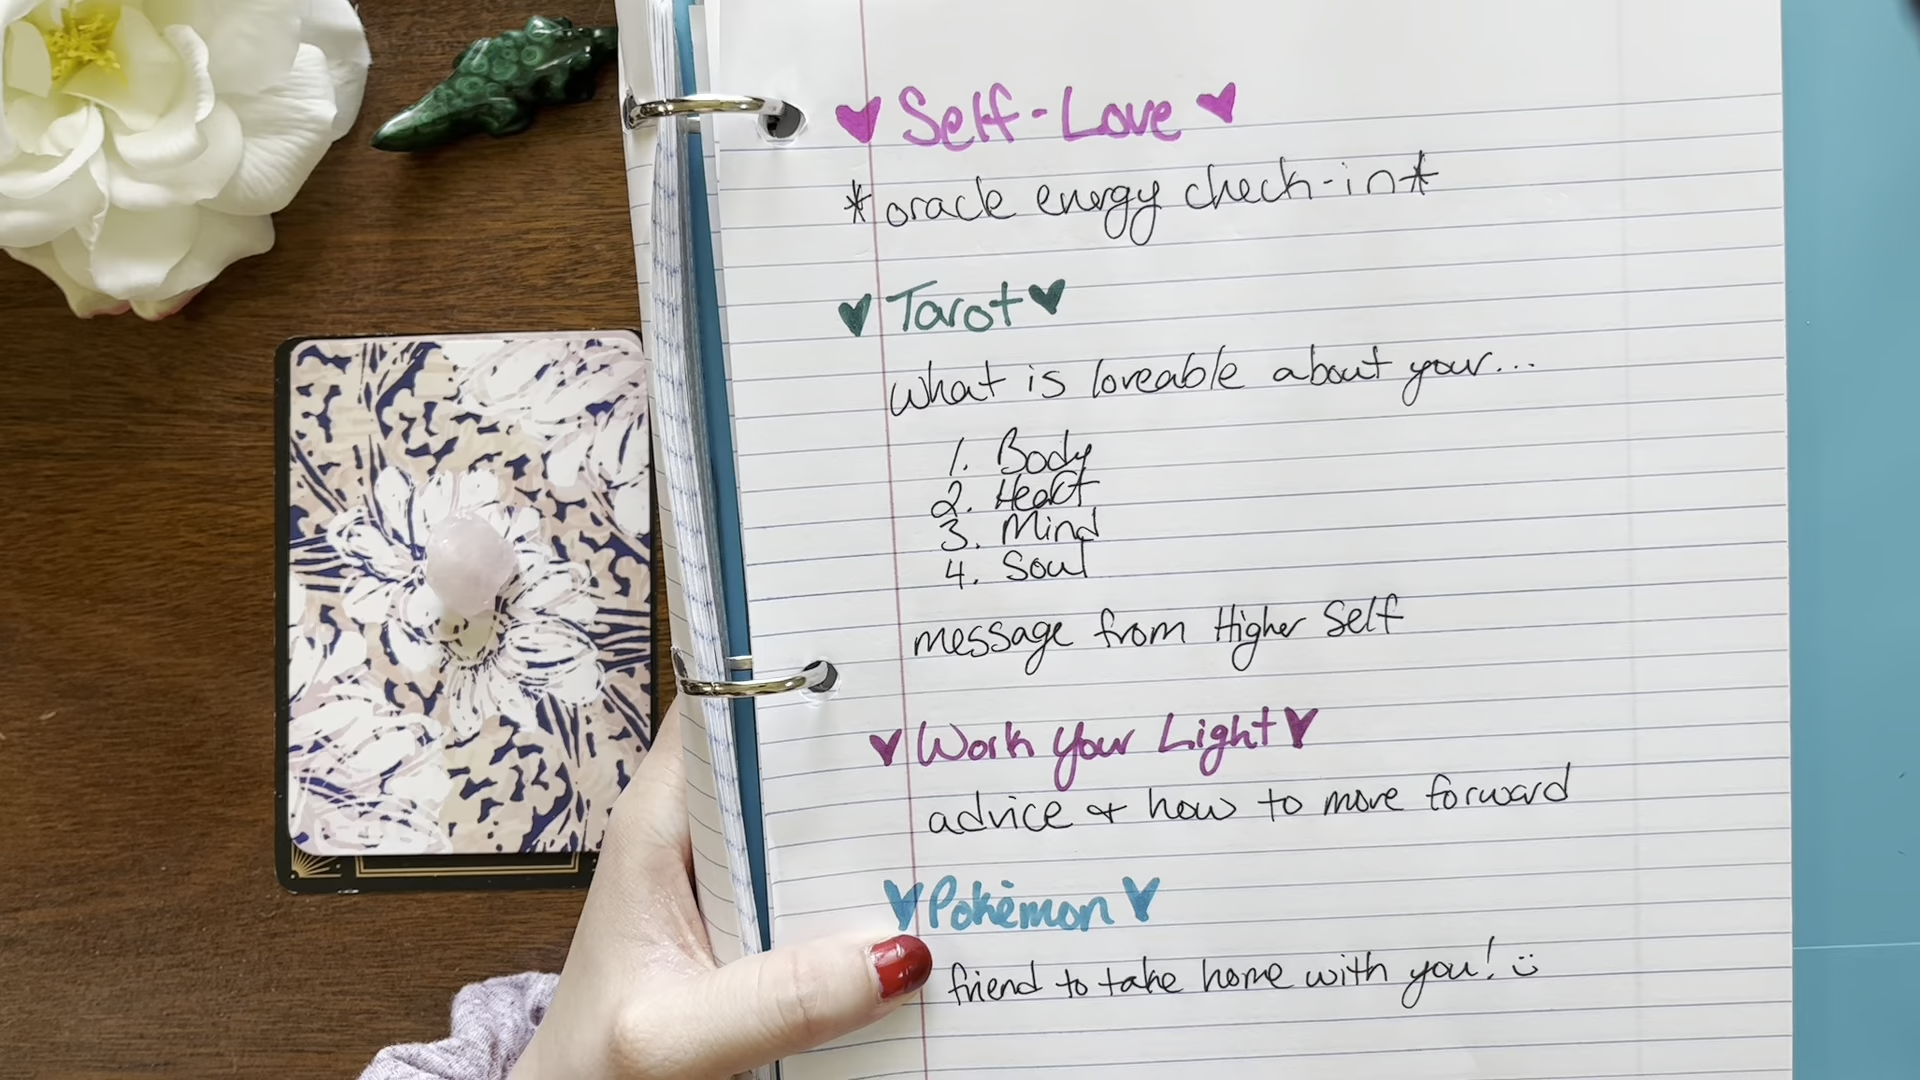 ♥ Self-Love ♥
*oracle energy check-in*
♥ Tarot ♥
what is loveable about your...
1. Body
2. Heart
3. Mind
4. Soul
message from Higher Self
♥ Work Your Light ♥
advice + how to move forward
♥ Pokémon ♥
friend to take home with you! ☺